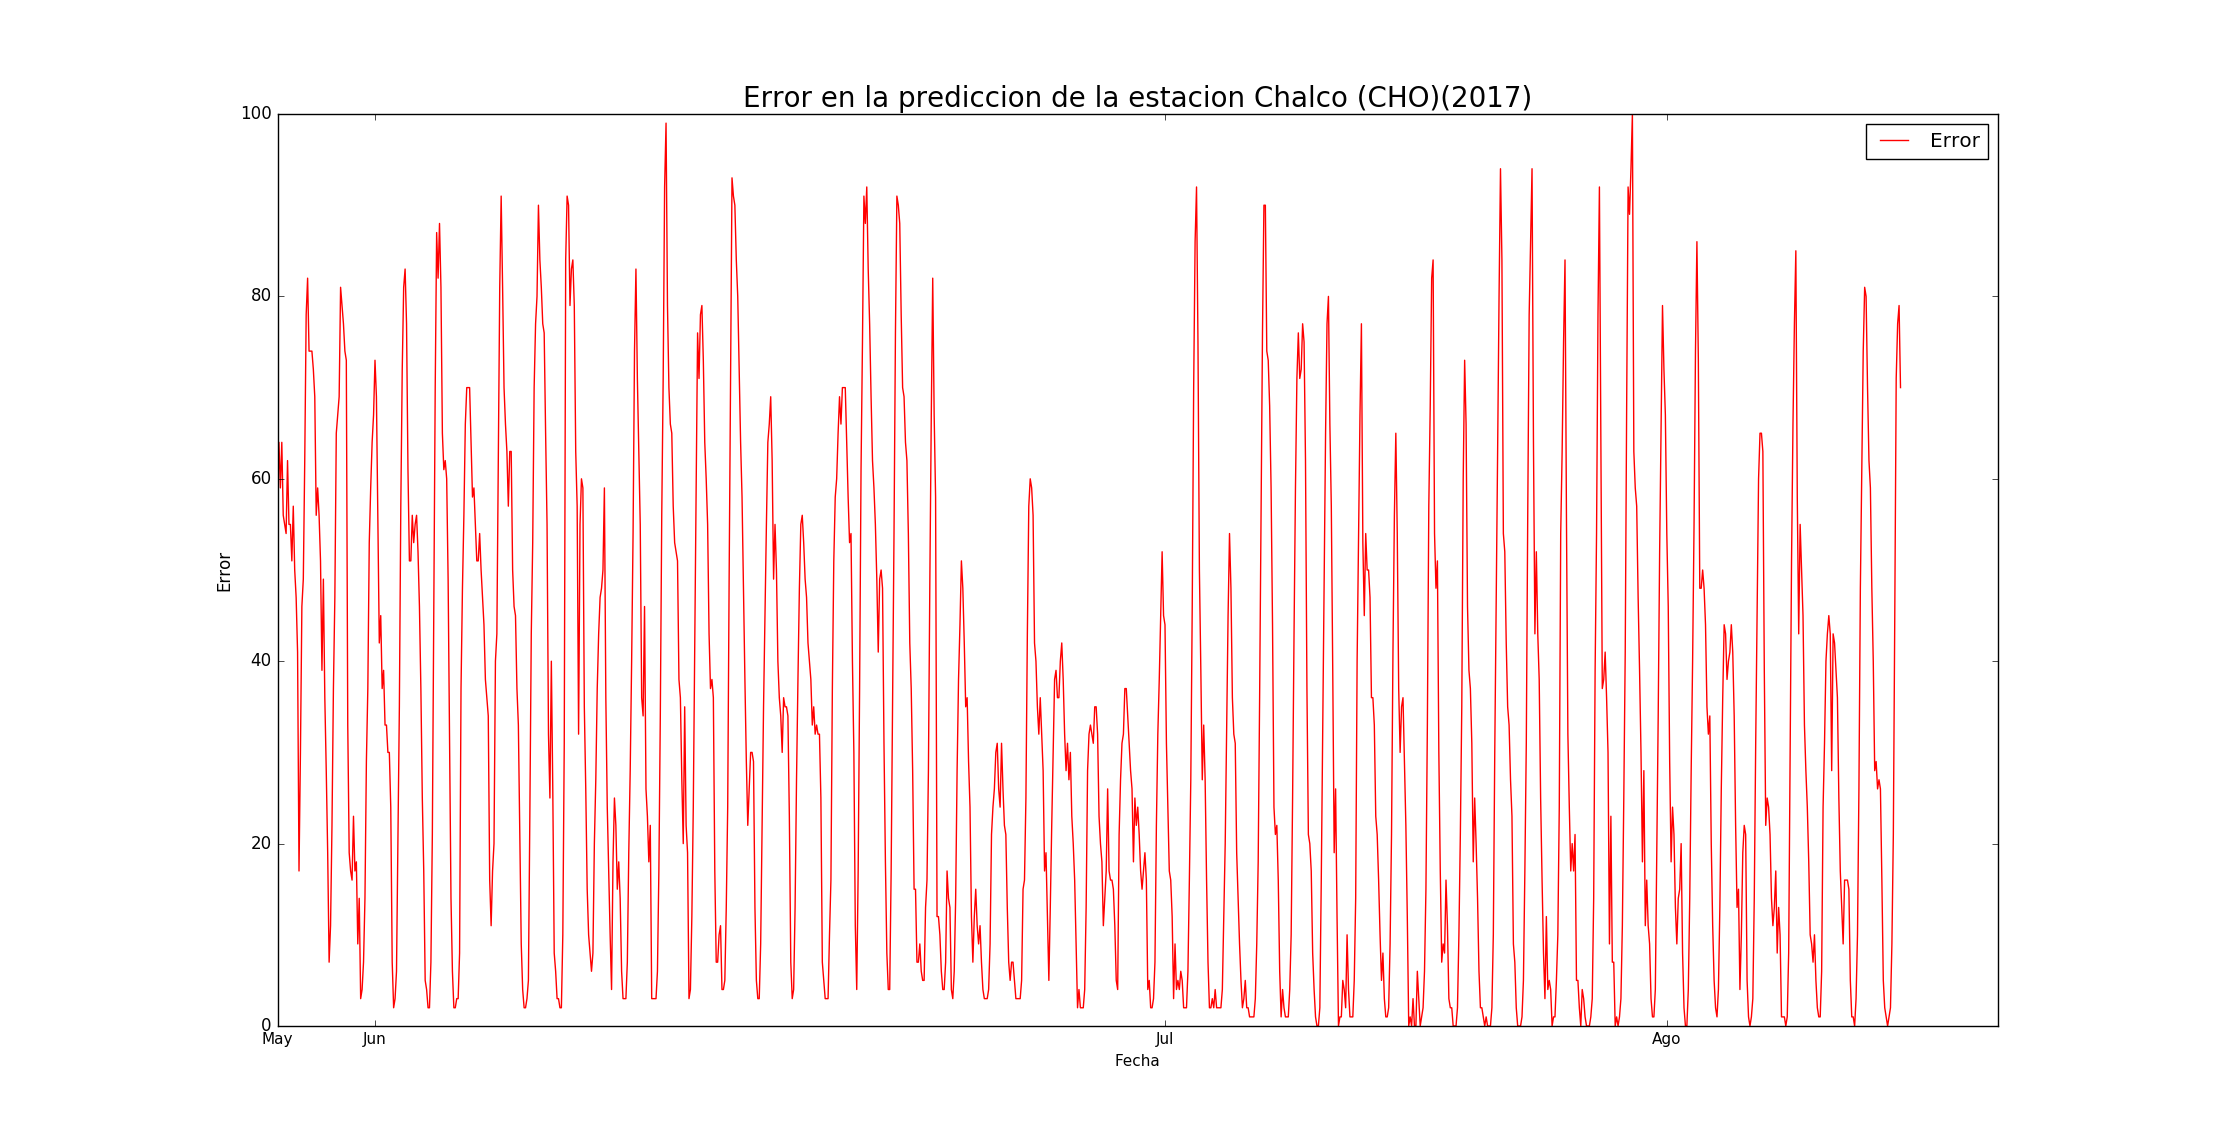 Error en la prediccion de la estacion Chalco (CHO)(2017)
100
80
60
40
20
0
Error
Error
May
Jun
Jul
Ago
Fecha